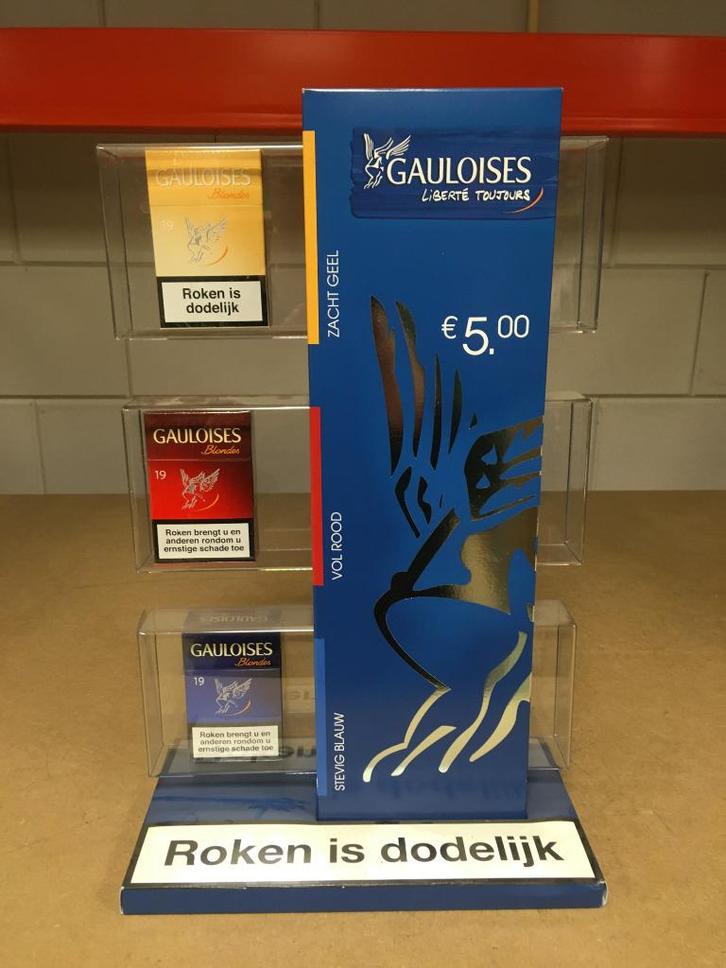 GAULOISES
LIBERTÉ TOUJOURS
€ 5.00
ZACHT GEEL
VOL ROOD
STEVIG BLAUW
GAULOISES
Blondes
19
Roken is
dodelijk
GAULOISES
Blondes
19
Roken brengt u en
anderen rondom u
ernstige schade toe
GAULOISES
GAULOISES
Blondes
19
Roken brengt u en
anderen rondom u
ernstige schade toe
Roken is dodelijk